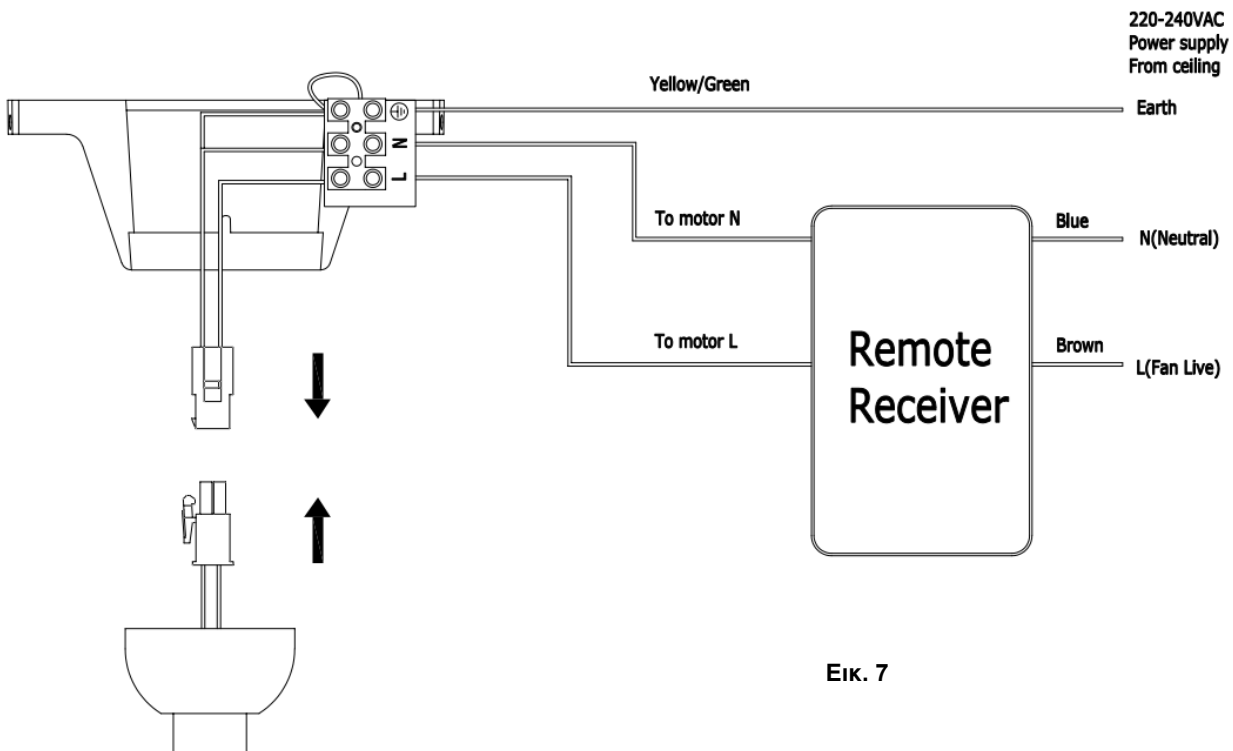 220-240VAC
Power supply
From ceiling
Yellow/Green
Earth
N
L
To motor N
Blue
N(Neutral)
To motor L
Brown
L(Fan Live)
Remote
Receiver
Εικ. 7